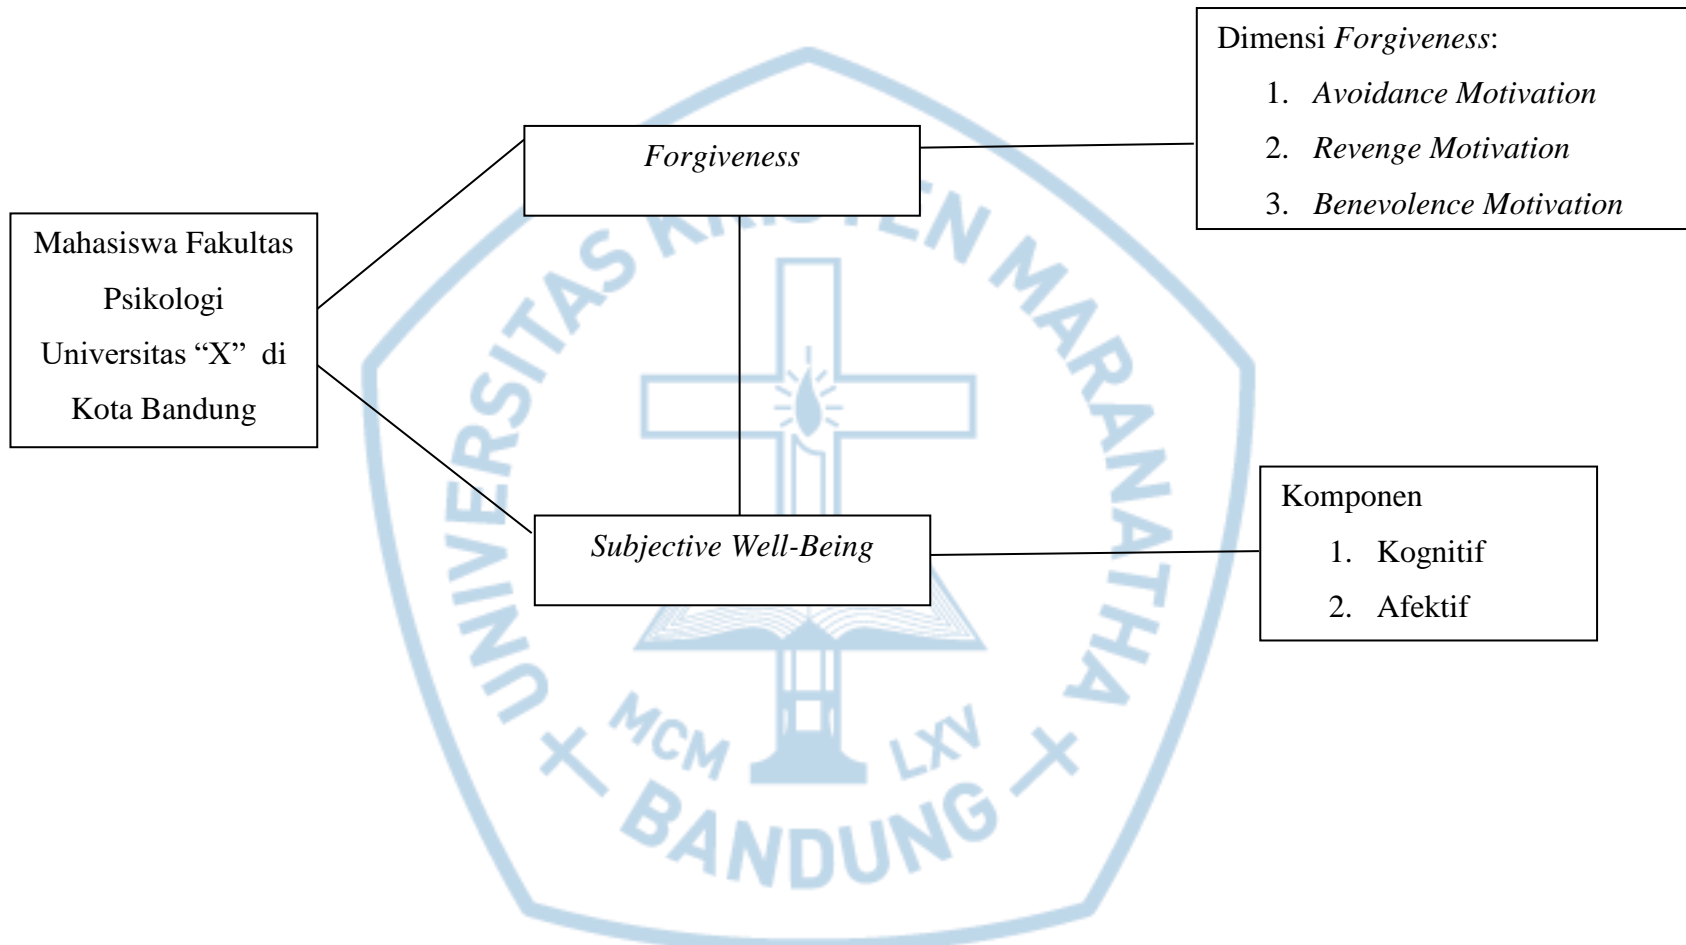 Dimensi Forgiveness:
1. Avoidance Motivation
2. Revenge Motivation
3. Benevolence Motivation
Forgiveness
Mahasiswa Fakultas
Psikologi
Universitas “X” di
Kota Bandung
Subjective Well-Being
Komponen
1. Kognitif
2. Afektif
UNIVERSITAS KRISTEN MARANATHA
MCM LXV
BANDUNG